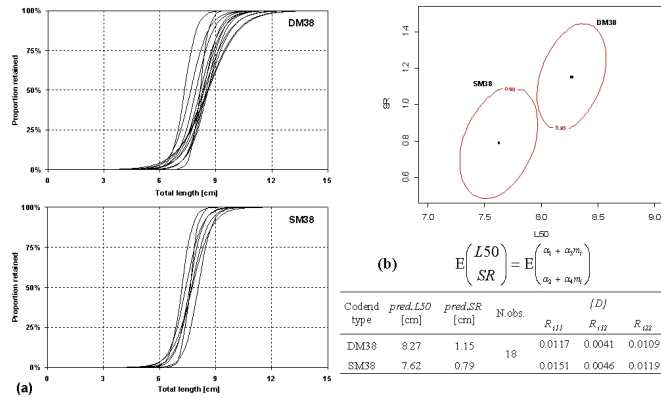 100%
DM38
75%
50%
25%
0%
Proportion retained
3 6 9 12 15
Total length [cm]
100%
SM38
75%
50%
25%
0%
Proportion retained
3 6 9 12 15
Total length [cm]
(a)
DM38
SM38
0.95
0.95
SR
0.6 0.8 1.0 1.2 1.4
7.0 7.5 8.0 8.5 9.0
L50
(b)
E(L50 SR) = E(α1 + α3mi α2 + α4mi)
Codend type pred.L50 [cm] pred.SR [cm] N.obs. {D}
Ri11 Ri12 Ri22
DM38 8.27 1.15 18 0.0117 0.0041 0.0109
SM38 7.62 0.79 0.0151 0.0046 0.0119